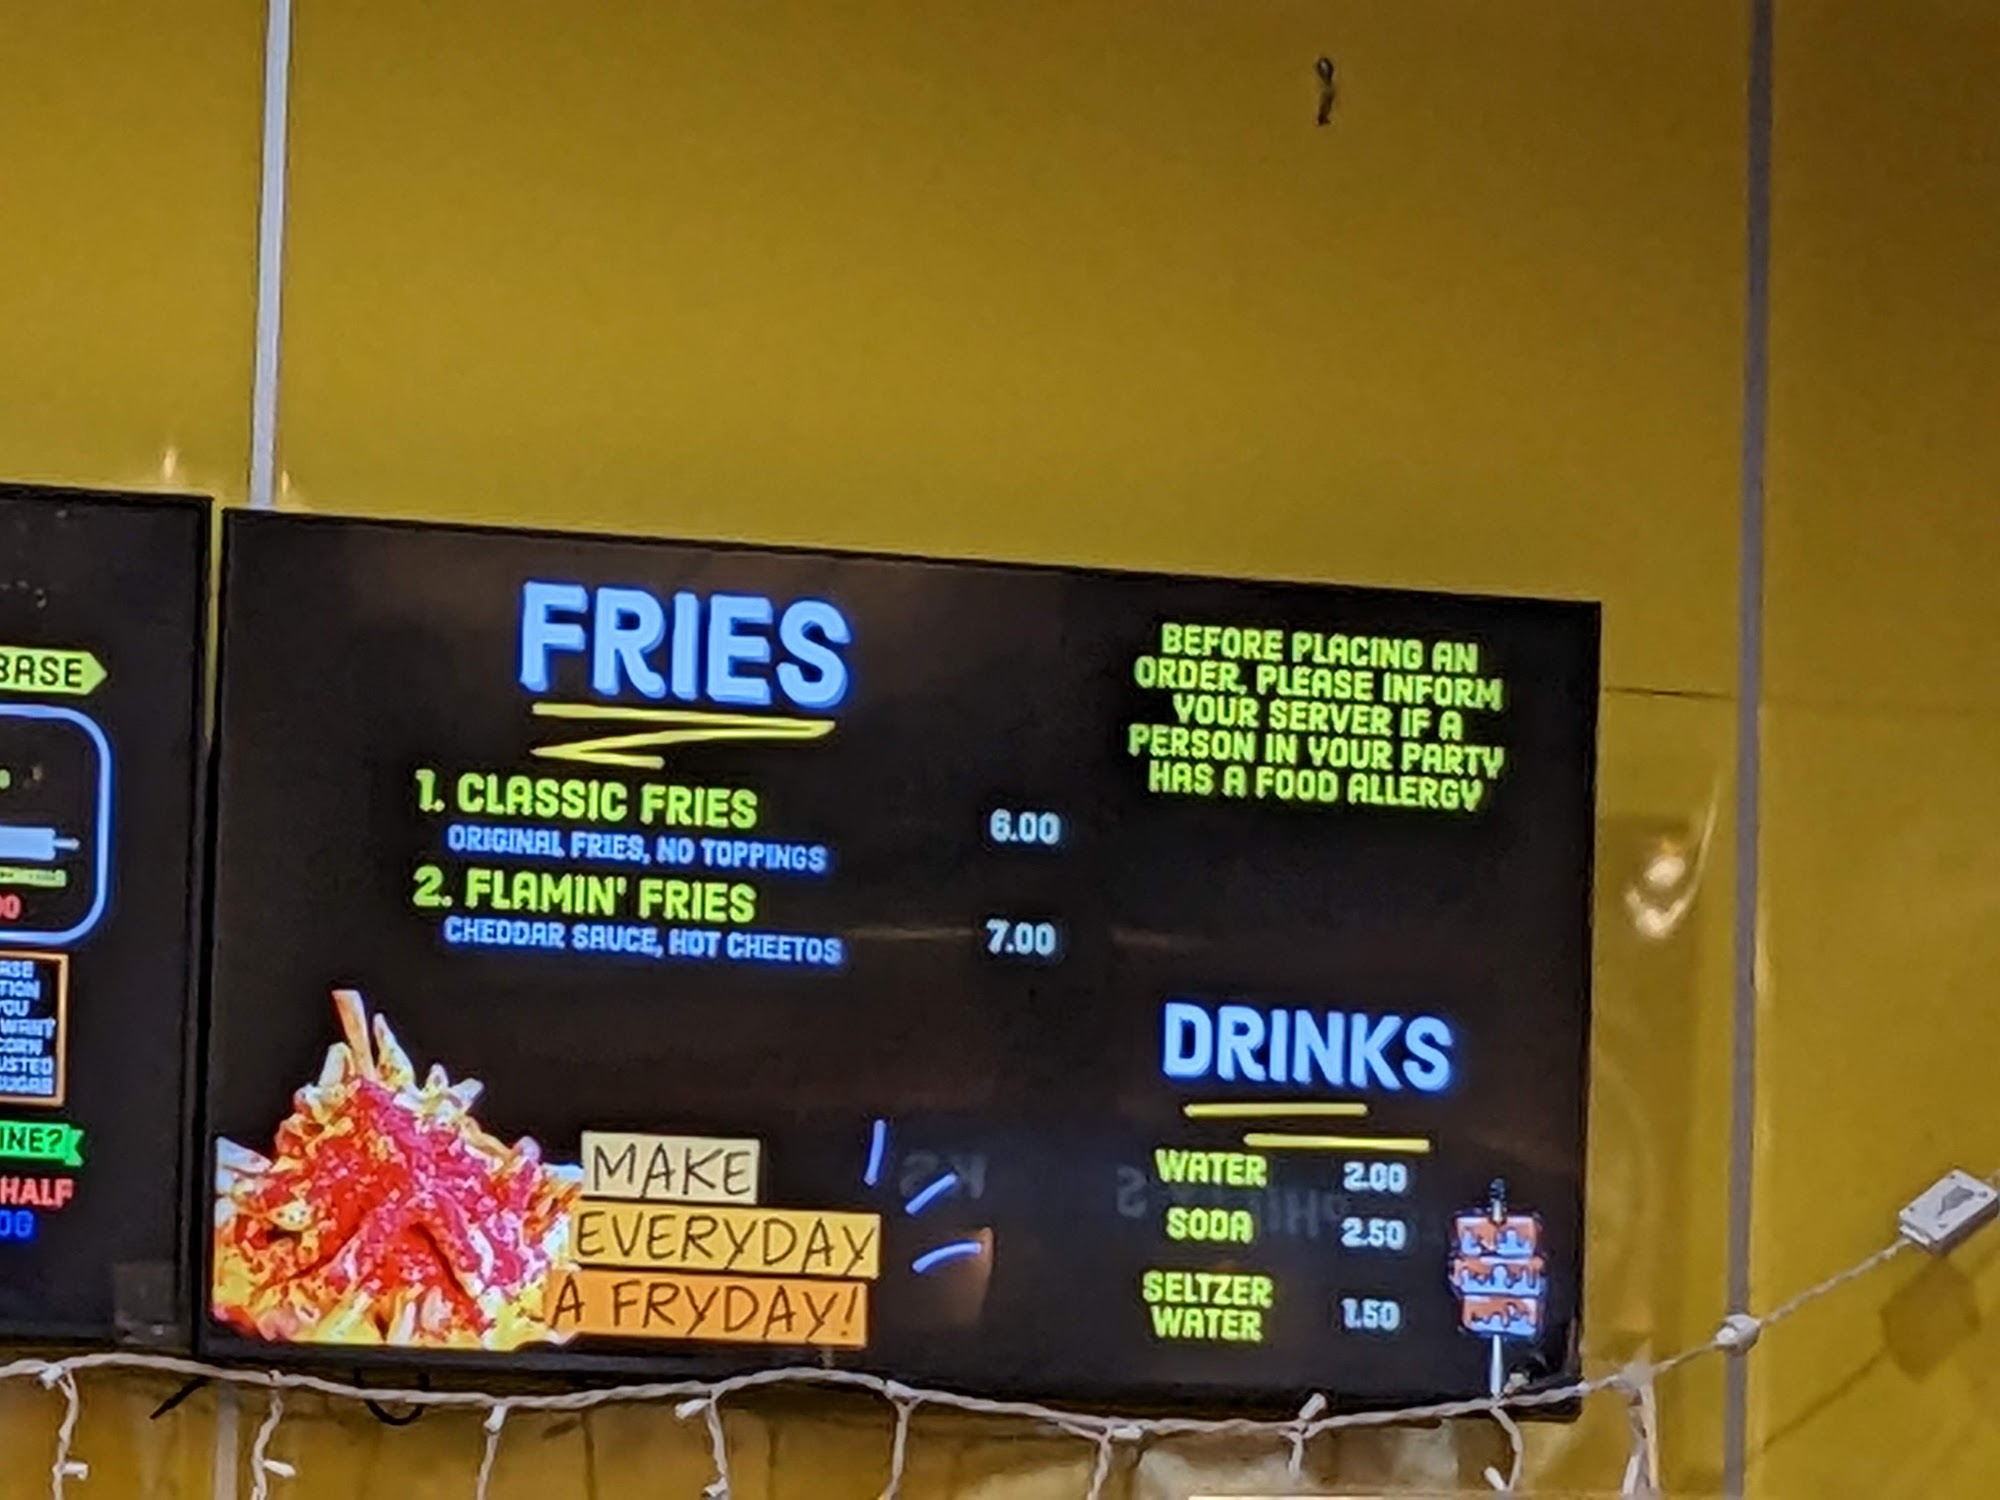 BASE
WANT
INE?
HALF
FRIES
1. CLASSIC FRIES 6.00
ORIGINAL FRIES, NO TOPPINGS
2. FLAMIN' FRIES 7.00
CHEDDAR SAUCE, HOT CHEETOS
MAKE
EVERYDAY
A FRYDAY!
BEFORE PLACING AN
ORDER, PLEASE INFORM
YOUR SERVER IF A
PERSON IN YOUR PARTY
HAS A FOOD ALLERGY
DRINKS
WATER 2.00
SODA 2.50
SELTZER
WATER 1.50